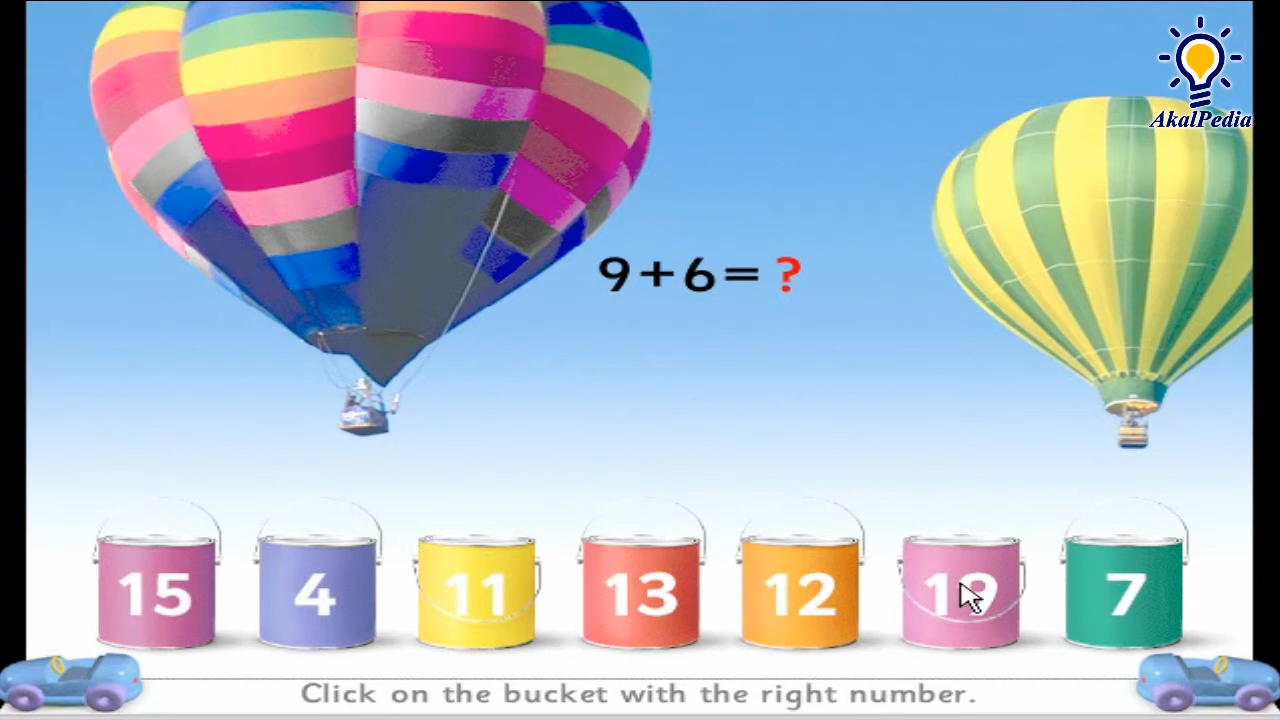 AkalPedia
9+6=?
15 4 11 13 12 7
Click on the bucket with the right number.